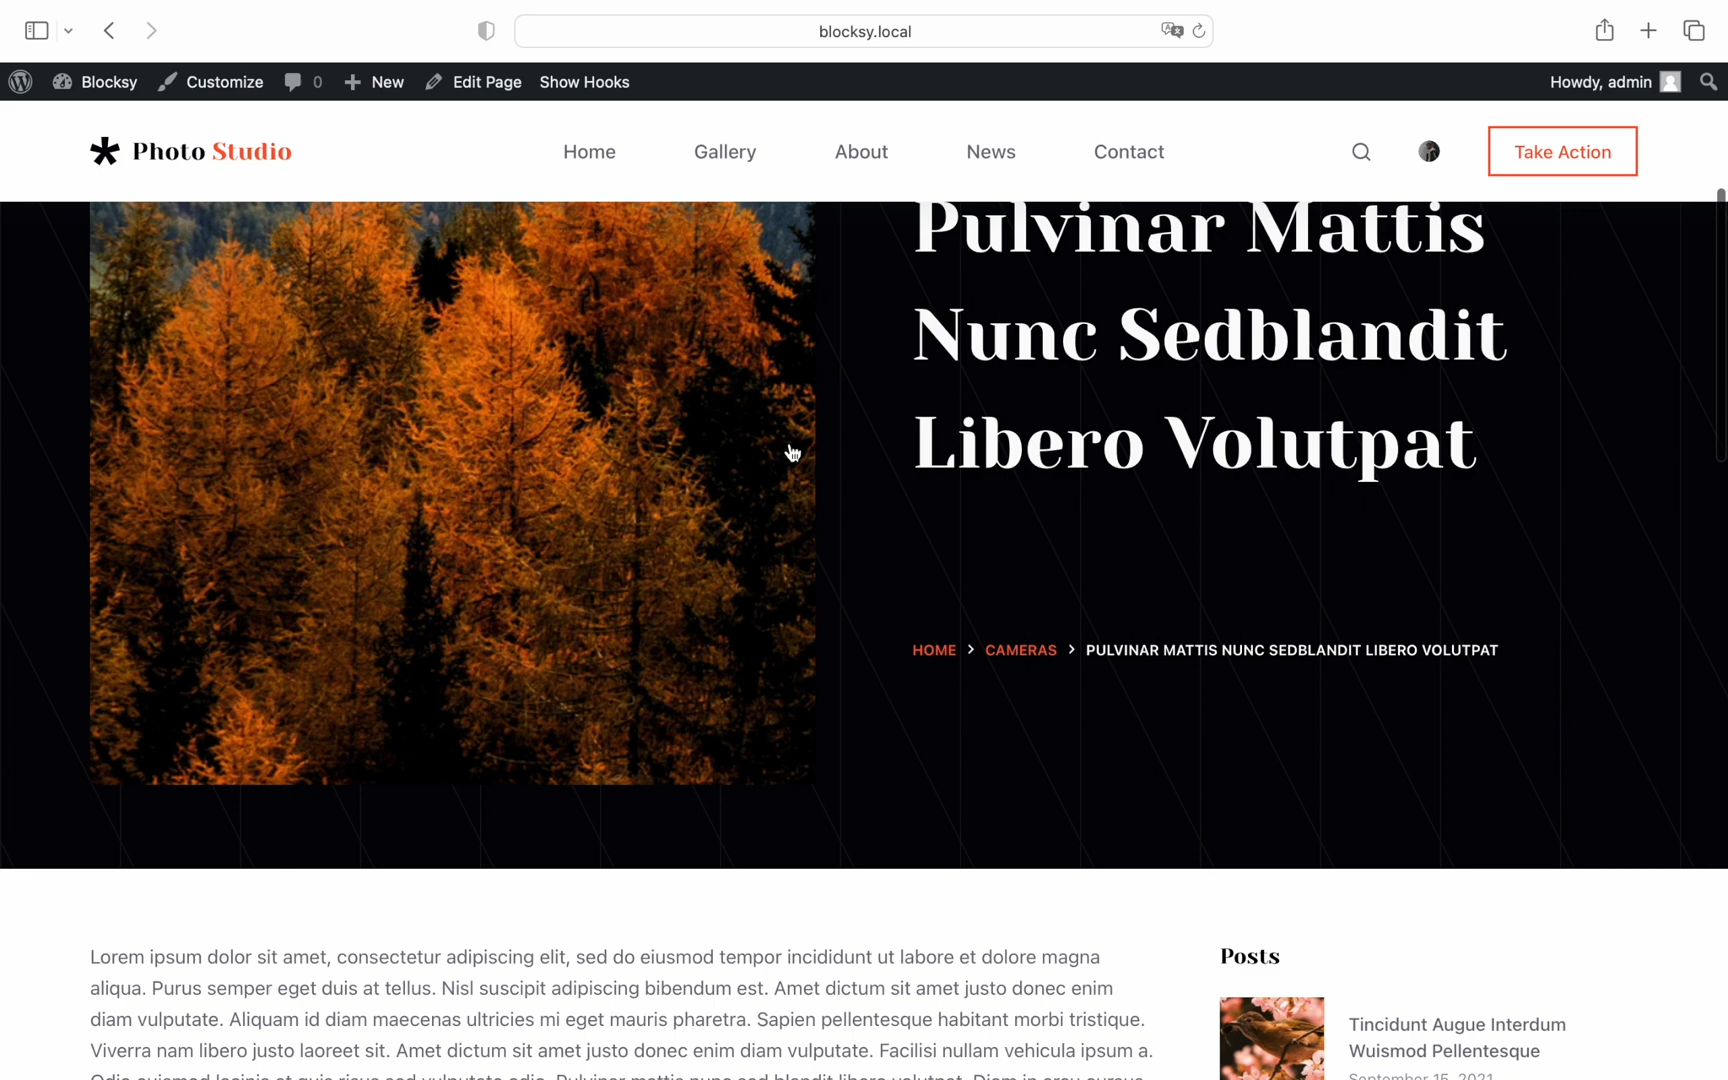 blocksy.local
Blocksy Customize 0 New Edit Page Show Hooks Howdy, admin
Photo Studio Home Gallery About News Contact Take Action
Pulvinar Mattis
Nunc Sedblandit
Libero Volutpat
HOME > CAMERAS > PULVINAR MATTIS NUNC SEDBLANDIT LIBERO VOLUTPAT
Lorem ipsum dolor sit amet, consectetur adipiscing elit, sed do eiusmod tempor incididunt ut labore et dolore magna
aliqua. Purus semper eget duis at tellus. Nisl suscipit adipiscing bibendum est. Amet dictum sit amet justo donec enim
diam vulputate. Aliquam id diam maecenas ultricies mi eget mauris pharetra. Sapien pellentesque habitant morbi tristique.
Viverra nam libero justo laoreet sit. Amet dictum sit amet justo donec enim diam vulputate. Facilisi nullam vehicula ipsum a.
Posts
Tincidunt Augue Interdum
Wuismod Pellentesque
September 15, 2021